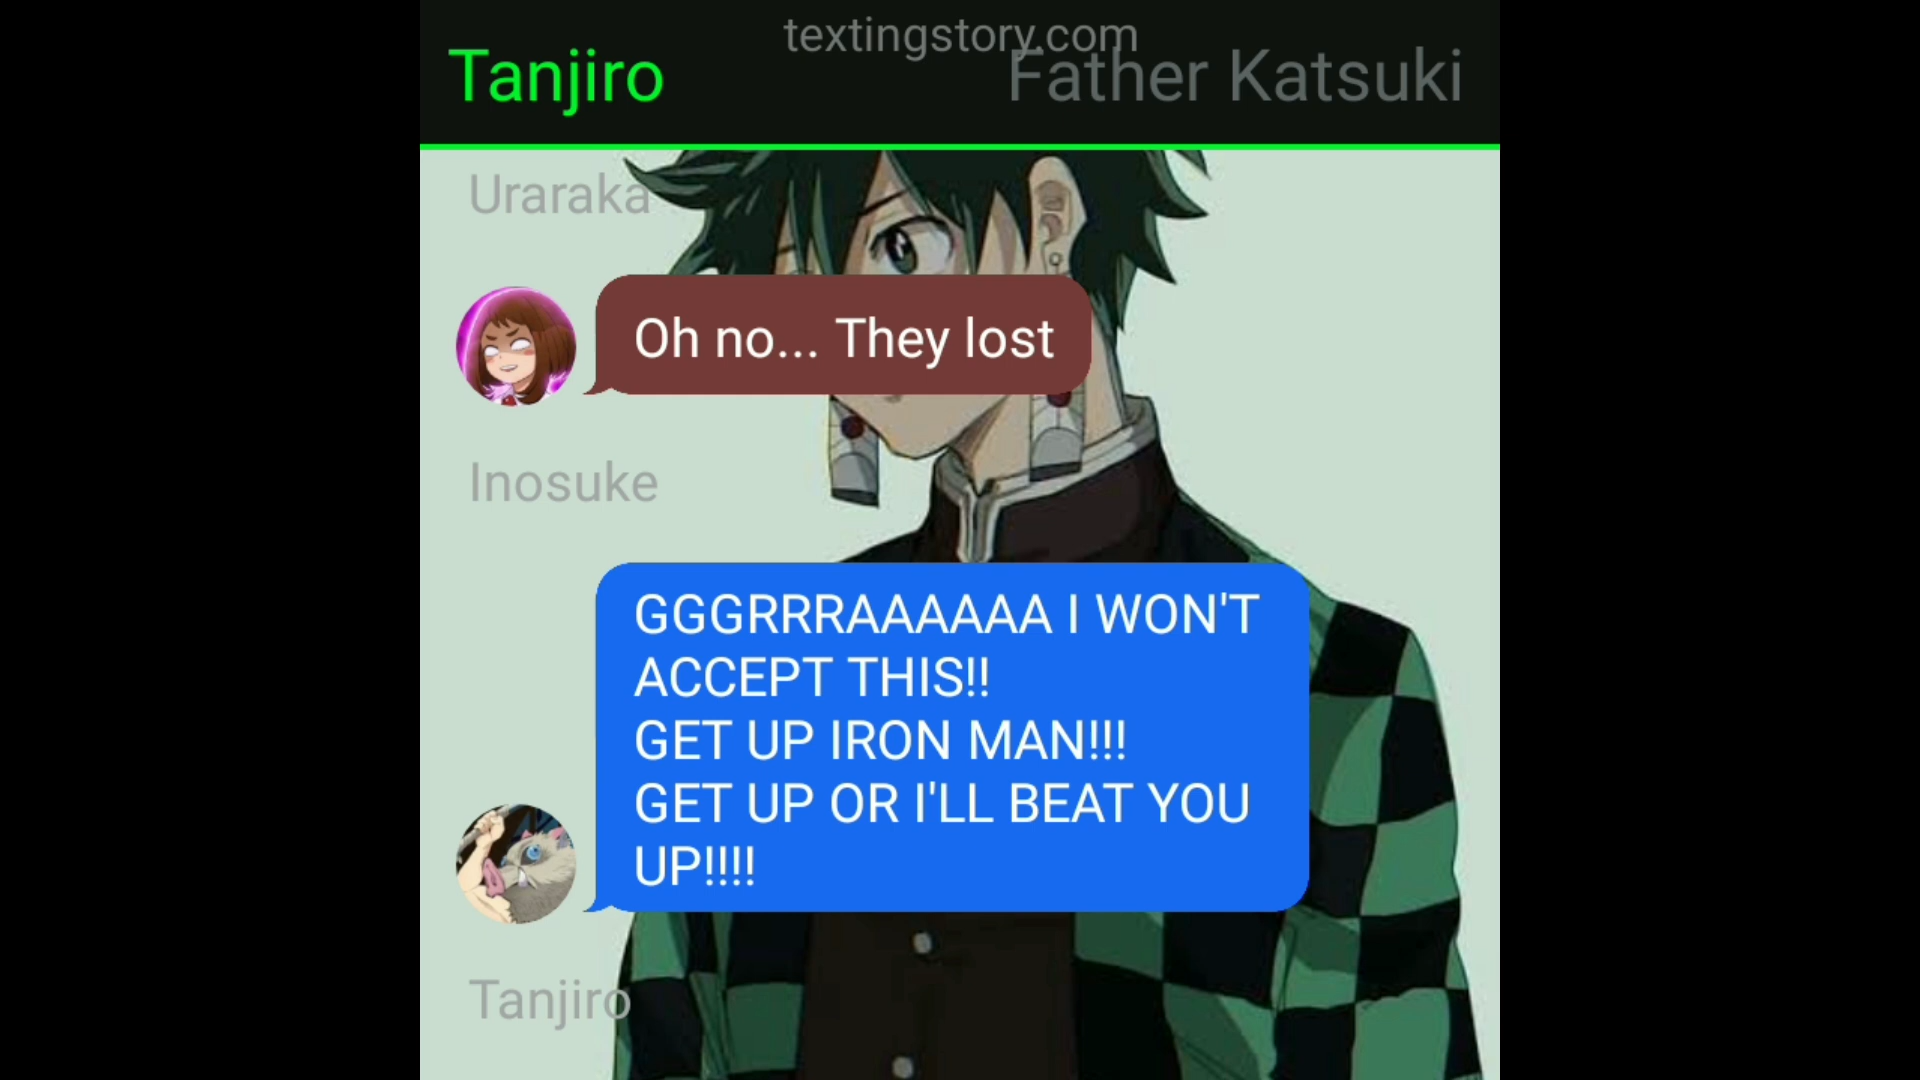 textingstory.com
Tanjiro
Father Katsuki
Uraraka
Oh no... They lost
Inosuke
GGGRRRAAAAAA I WON'T
ACCEPT THIS!!
GET UP IRON MAN!!!
GET UP OR I'LL BEAT YOU
UP!!!!
Tanjiro